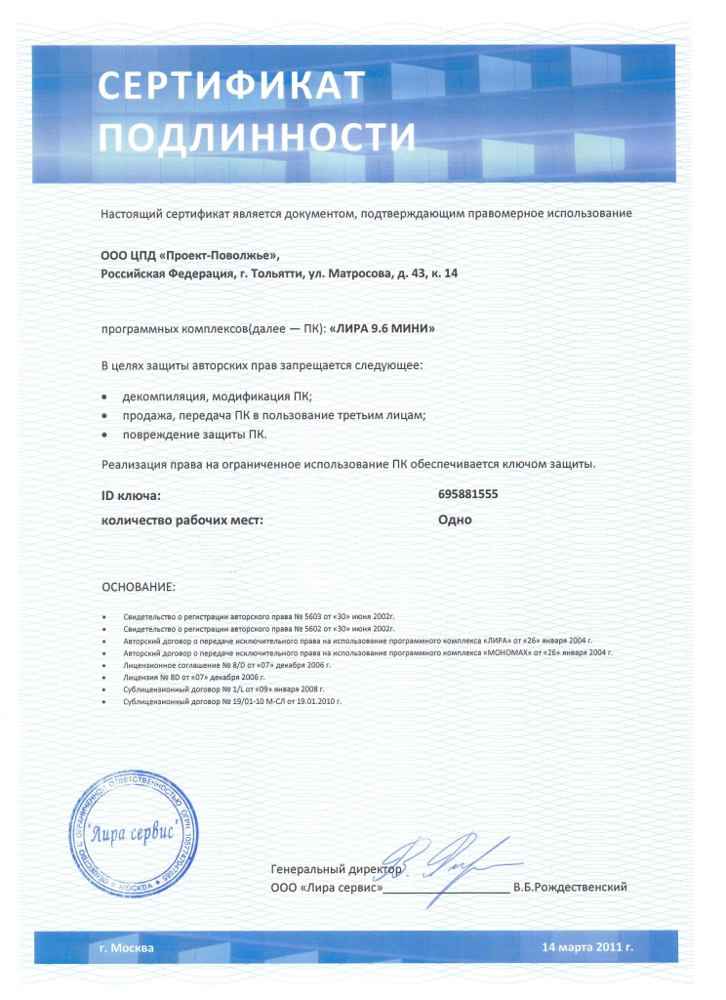 СЕРТИФИКАТ
ПОДЛИННОСТИ
Настоящий сертификат является документом, подтверждающим правомерное использование
ООО ЦПД «Проект-Поволжье»,
Российская Федерация, г. Тольятти, ул. Матросова, д. 43, к. 14
программных комплексов(далее — ПК): «ЛИРА 9.6 МИНИ»
В целях защиты авторских прав запрещается следующее:
• декомпиляция, модификация ПК;
• продажа, передача ПК в пользование третьим лицам;
• повреждение защиты ПК.
Реализация права на ограниченное использование ПК обеспечивается ключом защиты.
ID ключа: 695881555
количество рабочих мест: Одно
ОСНОВАНИЕ:
• Свидетельство о регистрации авторского права № 5603 от «30» июня 2002г.
• Свидетельство о регистрации авторского права № 5602 от «30» июня 2002г.
• Авторский договор о передаче исключительного права на использование программного комплекса «ЛИРА» от «26» января 2004 г.
• Авторский договор о передаче исключительного права на использование программного комплекса «МОНОМАХ» от «26» января 2004 г.
• Лицензионное соглашение № 8/D от «07» декабря 2006 г.
• Лицензия № 8D от «07» декабря 2006 г.
• Сублицензионный договор № 1/L от «09» января 2008 г.
• Сублицензионный договор № 19/01-10 М-СЛ от 19.01.2010 г.
ОБЩЕСТВО С ОГРАНИЧЕННОЙ ОТВЕТСТВЕННОСТЬЮ ОГРН
"Лира сервис"
МОСКВА
Генеральный директор
ООО «Лира сервис»____________________ В.Б.Рождественский
г. Москва 14 марта 2011 г.